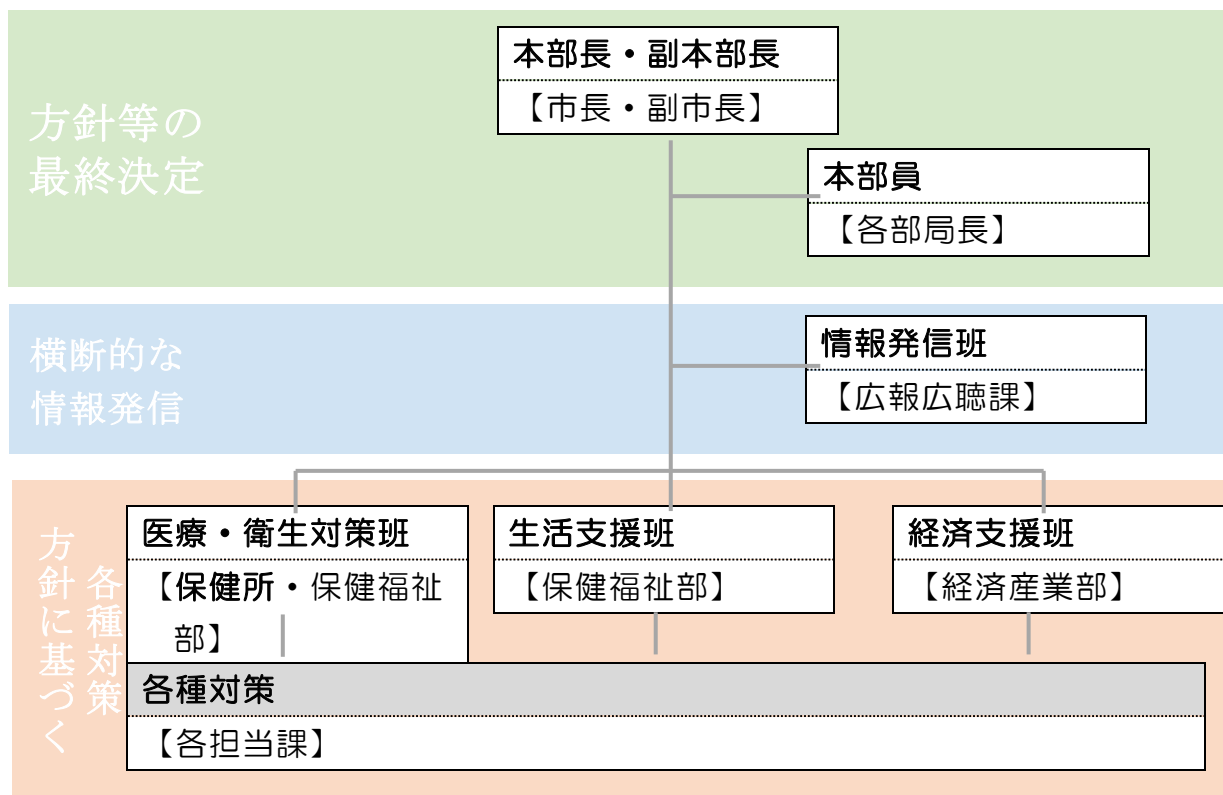 方針等の
最終決定
本部長・副本部長
【市長・副市長】
本部員
【各部局長】
横断的な
情報発信
情報発信班
【広報広聴課】
方針に基づく
各種対策
医療・衛生対策班
【保健所・保健福祉
部】
生活支援班
【保健福祉部】
経済支援班
【経済産業部】
各種対策
【各担当課】